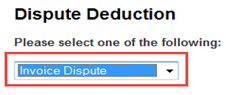 Dispute Deduction
Please select one of the following:
Invoice Dispute